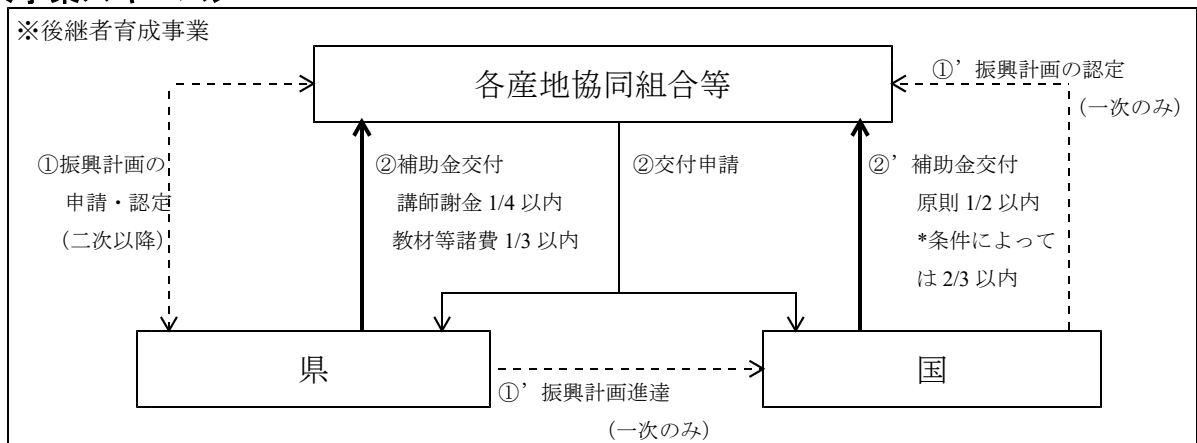 ※後継者育成事業
各産地協同組合等
①’振興計画の認定
（一次のみ）
①振興計画の
申請・認定
（二次以降）
②補助金交付
講師謝金 1/4 以内
教材等諸費 1/3 以内
②交付申請
②’補助金交付
原則 1/2 以内
*条件によって
は 2/3 以内
県
国
①’振興計画進達
（一次のみ）